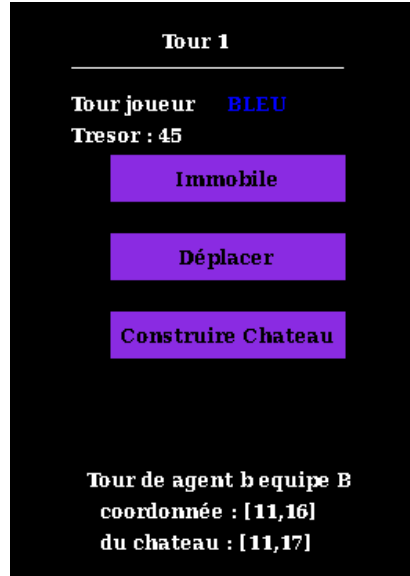 Tour 1
Tour joueur BLEU
Tresor : 45
Immobile
Déplacer
Construire Chateau
Tour de agent b equipe B
coordonnée : [11,16]
du chateau : [11,17]